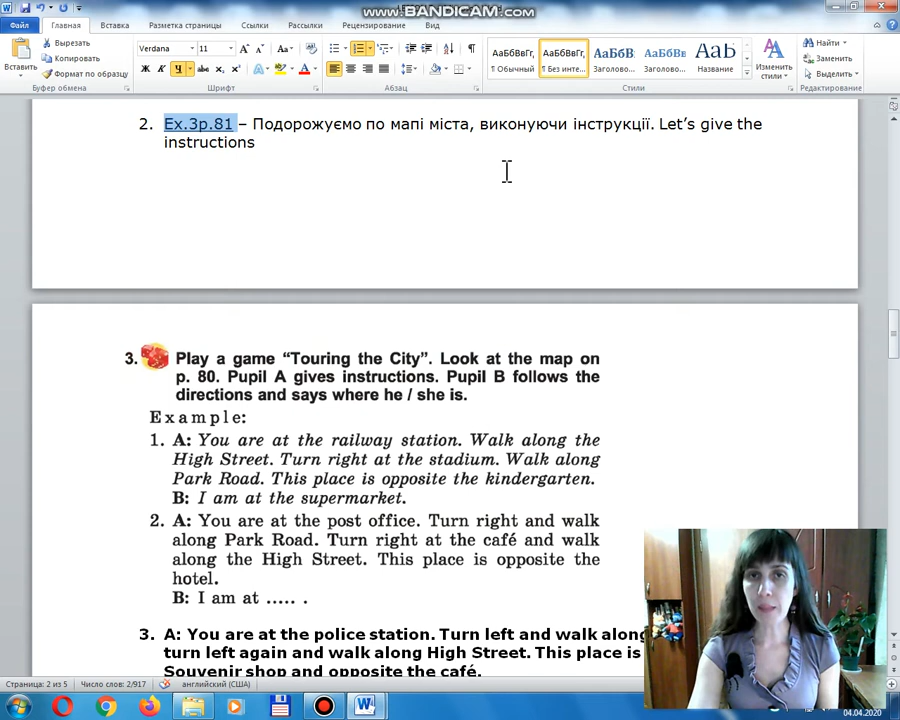 www.BANDICAM.com
Файл Главная Вставка Разметка страницы Ссылки Рассылки Рецензирование Вид
Вставить
Вырезать
Копировать
Формат по образцу
Буфер обмена
Verdana 11
Ж К Ч abc
Шрифт
Абзац
АаБбВвГг,
¶ Обычный
АаБбВвГг,
¶ Без инте...
АаБбВ
Заголово...
АаБбВв
Заголово...
АаБ
Название
Изменить стили
Стили
Найти
Заменить
Выделить
Редактирование
2. Ex.3p.81 – Подорожуємо по мапі міста, виконуючи інструкції. Let’s give the
instructions
3. Play a game “Touring the City”. Look at the map on
p. 80. Pupil A gives instructions. Pupil B follows the
directions and says where he / she is.
Example:
1. A: You are at the railway station. Walk along the
High Street. Turn right at the stadium. Walk along
Park Road. This place is opposite the kindergarten.
B: I am at the supermarket.
2. A: You are at the post office. Turn right and walk
along Park Road. Turn right at the café and walk
along the High Street. This place is opposite the
hotel.
B: I am at ..... .
3. A: You are at the police station. Turn left and walk along
turn left again and walk along High Street. This place is
Souvenir shop and opposite the café.
Страница: 2 из 5 Число слов: 2/917 английский (США)
04.04.2020